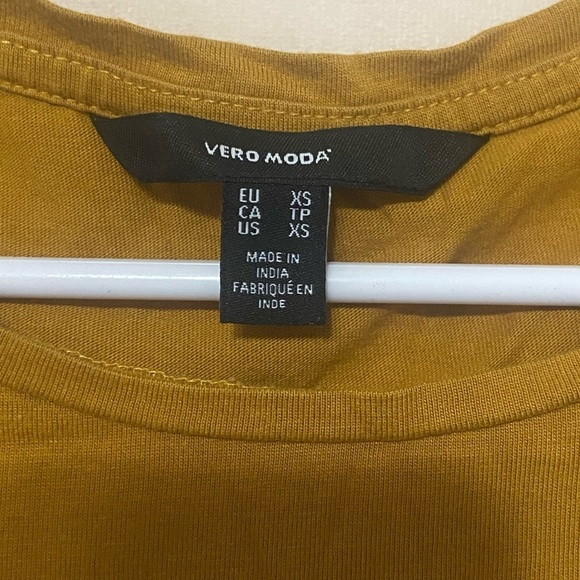 VERO MODA
EU XS
CA TP
US XS
MADE IN
INDIA
FABRIQUÉ EN
INDE